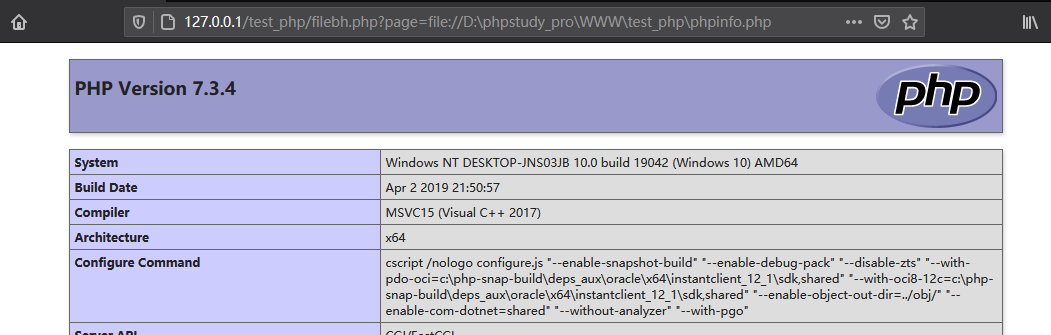 127.0.0.1/test_php/filebh.php?page=file://D:\phpstudy_pro\WWW\test_php\phpinfo.php
PHP Version 7.3.4
php
System Windows NT DESKTOP-JNS03JB 10.0 build 19042 (Windows 10) AMD64
Build Date Apr 2 2019 21:50:57
Compiler MSVC15 (Visual C++ 2017)
Architecture x64
Configure Command cscript /nologo configure.js "--enable-snapshot-build" "--enable-debug-pack" "--disable-zts" "--with-
pdo-oci=c:\php-snap-build\deps_aux\oracle\x64\instantclient_12_1\sdk,shared" "--with-oci8-12c=c:\php-
snap-build\deps_aux\oracle\x64\instantclient_12_1\sdk,shared" "--enable-object-out-dir=../obj/" "--
enable-com-dotnet=shared" "--without-analyzer" "--with-pgo"
Server API CGI/FastCGI